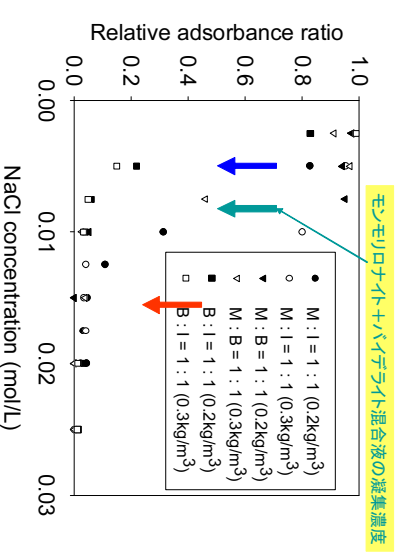 モンモリロナイト＋バイデライト混合液の凝集濃度
Relative adsorbance ratio
1.0
0.8
0.6
0.4
0.2
0.0
0.00
0.01
0.02
0.03
NaCl concentration (mol/L)
M : I = 1 : 1 (0.2kg/m³)
M : I = 1 : 1 (0.3kg/m³)
M : B = 1 : 1 (0.2kg/m³)
M : B = 1 : 1 (0.3kg/m³)
B : I = 1 : 1 (0.2kg/m³)
B : I = 1 : 1 (0.3kg/m³)